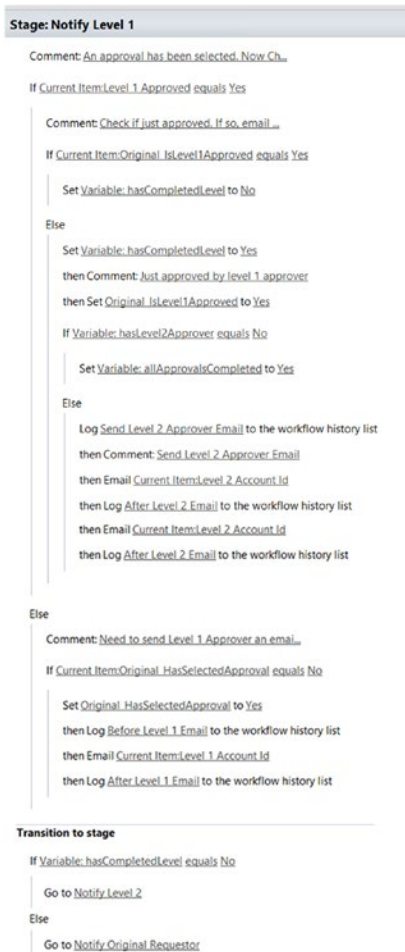 Stage: Notify Level 1
Comment: An approval has been selected. Now Ch...
If Current Item:Level 1 Approved equals Yes
Comment: Check if just approved. If so, email ...
If Current Item:Original_IsLevel1Approved equals Yes
Set Variable: hasCompletedLevel to No
Else
Set Variable: hasCompletedLevel to Yes
then Comment: Just approved by level 1 approver
then Set Original_IsLevel1Approved to Yes
If Variable: hasLevel2Approver equals No
Set Variable: allApprovalsCompleted to Yes
Else
Log Send Level 2 Approver Email to the workflow history list
then Comment: Send Level 2 Approver Email
then Email Current Item:Level 2 Account Id
then Log After Level 2 Email to the workflow history list
then Email Current Item:Level 2 Account Id
then Log After Level 2 Email to the workflow history list
Else
Comment: Need to send Level 1 Approver an emai...
If Current Item:Original_HasSelectedApproval equals No
Set Original_HasSelectedApproval to Yes
then Log Before Level 1 Email to the workflow history list
then Email Current Item:Level 1 Account Id
then Log After Level 1 Email to the workflow history list
Transition to stage
If Variable: hasCompletedLevel equals No
Go to Notify Level 2
Else
Go to Notify Original Requestor